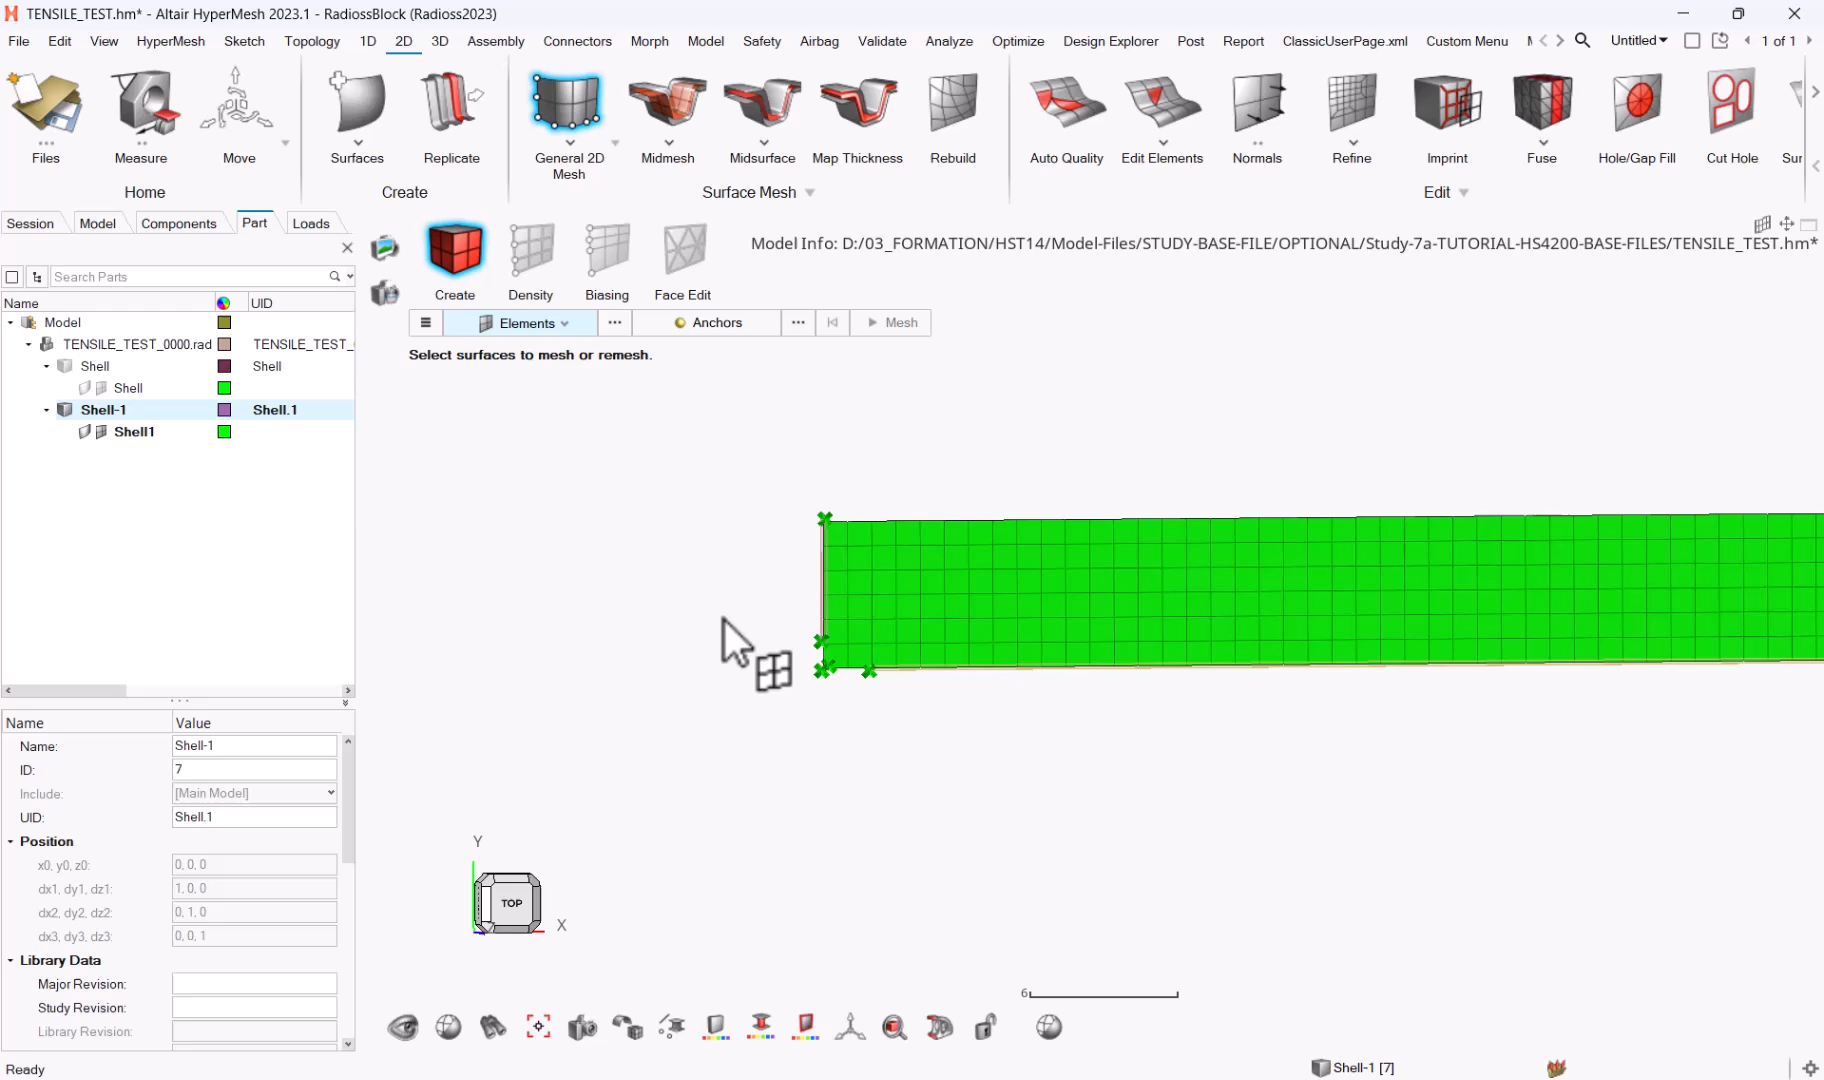 TENSILE_TEST.hm* - Altair HyperMesh 2023.1 - RadiossBlock (Radioss2023)
File Edit View HyperMesh Sketch Topology 1D 2D 3D Assembly Connectors Morph Model Safety Airbag Validate Analyze Optimize Design Explorer Post Report ClassicUserPage.xml Custom Menu Untitled 1 of 1
Files Measure Move Surfaces Replicate General 2D Mesh Midmesh Midsurface Map Thickness Rebuild Auto Quality Edit Elements Normals Refine Imprint Fuse Hole/Gap Fill Cut Hole Sur
Home Create Surface Mesh Edit
Session Model Components Part Loads
Model Info: D:/03_FORMATION/HST14/Model-Files/STUDY-BASE-FILE/OPTIONAL/Study-7a-TUTORIAL-HS4200-BASE-FILES/TENSILE_TEST.hm*
Search Parts
Create Density Biasing Face Edit
Name UID
Model
Elements ... Anchors ... Mesh
TENSILE_TEST_0000.rad TENSILE_TEST_
Select surfaces to mesh or remesh.
Shell Shell
Shell
Shell-1 Shell.1
Shell1
Name Value
Name: Shell-1
ID: 7
Include: [Main Model]
UID: Shell.1
Position
x0, y0, z0: 0, 0, 0
dx1, dy1, dz1: 1, 0, 0
dx2, dy2, dz2: 0, 1, 0
dx3, dy3, dz3: 0, 0, 1
Library Data
Major Revision:
Study Revision:
Library Revision:
Y
TOP
X
6
Ready
Shell-1 [7]